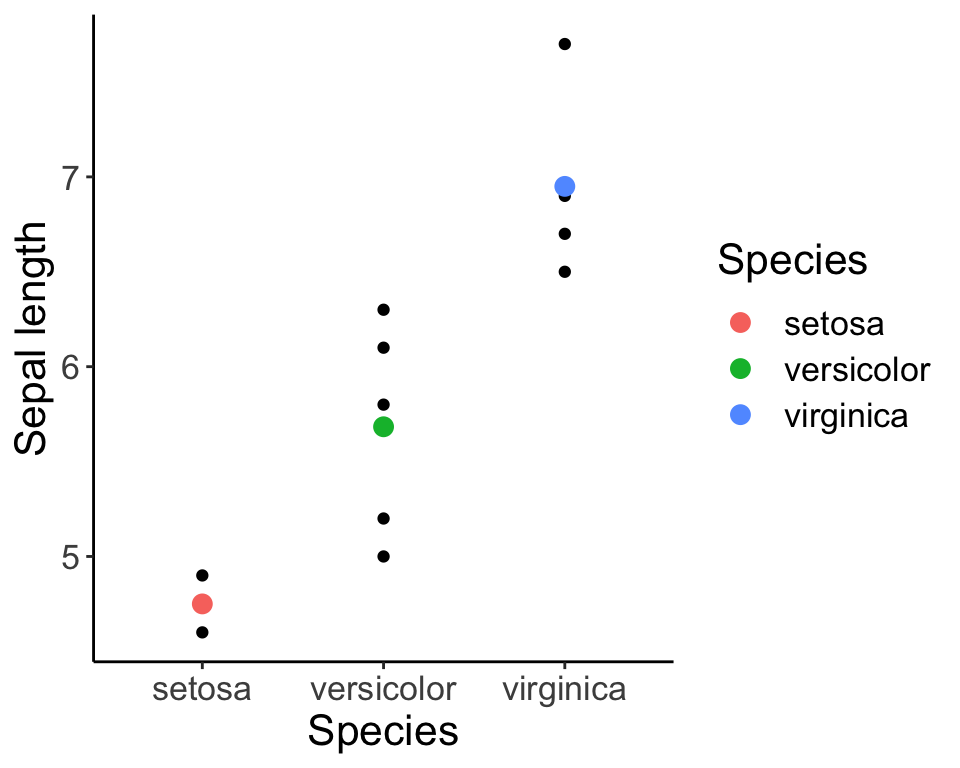 Sepal length
7
6
5
setosa
versicolor
virginica
Species
Species
setosa
versicolor
virginica